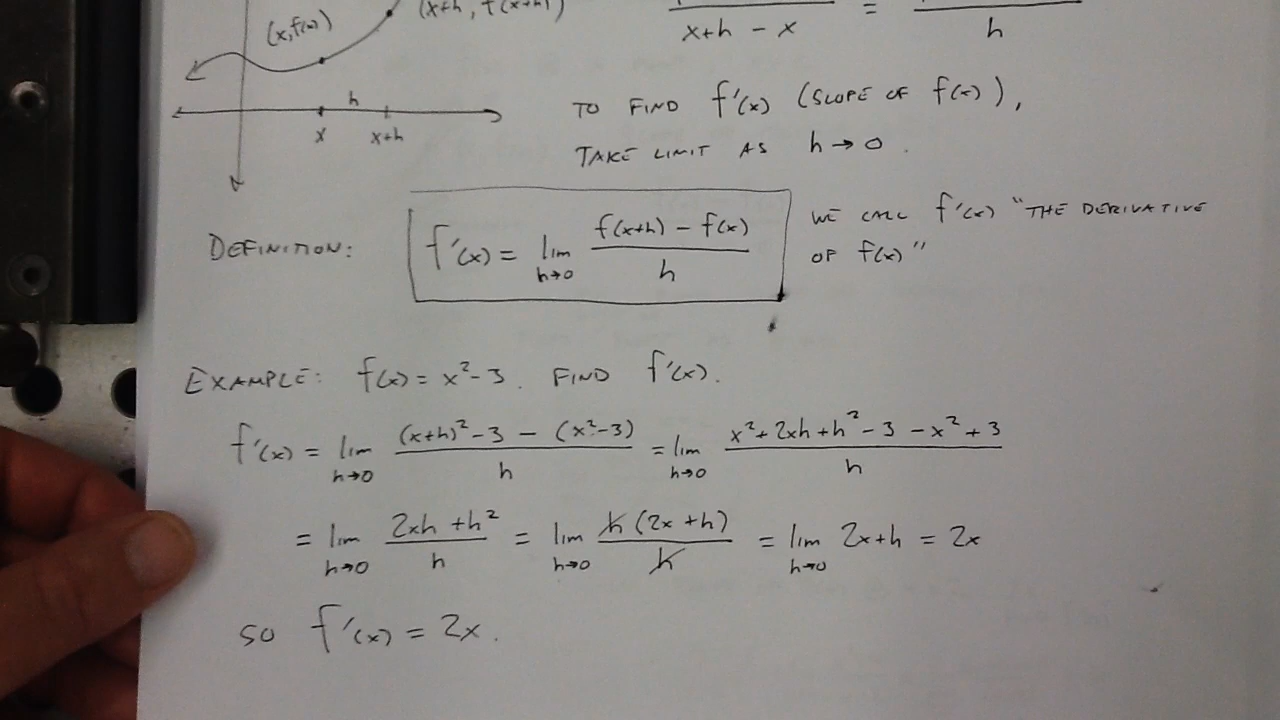 (x, f(x))
(x+h, f(x+h))
x+h - x = h
h
x x+h
TO FIND f'(x) (SLOPE OF f(x)),
TAKE LIMIT AS h→0.
DEFINITION: f'(x) = lim h→0 f(x+h) - f(x) / h
WE CALL f'(x) "THE DERIVATIVE
OF f(x)"
EXAMPLE: f(x) = x²-3. FIND f'(x).
f'(x) = lim h→0 (x+h)²-3 - (x²-3) / h = lim h→0 x²+2xh+h²-3-x²+3 / h
= lim h→0 2xh+h² / h = lim h→0 h(2x+h) / h = lim h→0 2x+h = 2x
SO f'(x) = 2x.